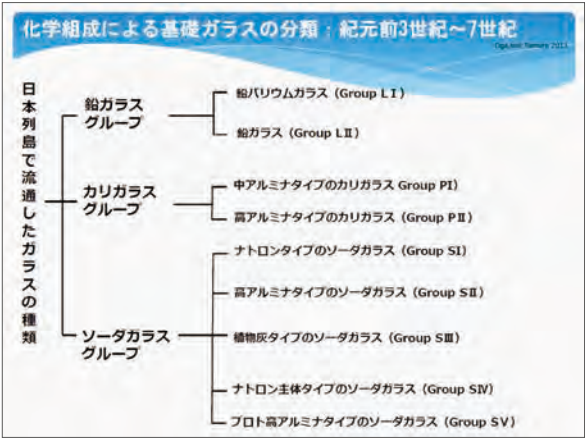 化学組成による基礎ガラスの分類：紀元前3世紀～7世紀
Oga and Tamura 2013
日本列島で流通したガラスの種類
鉛ガラス
グループ
鉛バリウムガラス（Group LⅠ）
鉛ガラス（Group LⅡ）
カリガラス
グループ
中アルミナタイプのカリガラス Group PⅠ）
高アルミナタイプのカリガラス（Group PⅡ）
ソーダガラス
グループ
ナトロンタイプのソーダガラス（Group SⅠ）
高アルミナタイプのソーダガラス（Group SⅡ）
植物灰タイプのソーダガラス（Group SⅢ）
ナトロン主体タイプのソーダガラス（Group SⅣ）
プロト高アルミナタイプのソーダガラス（Group SⅤ）